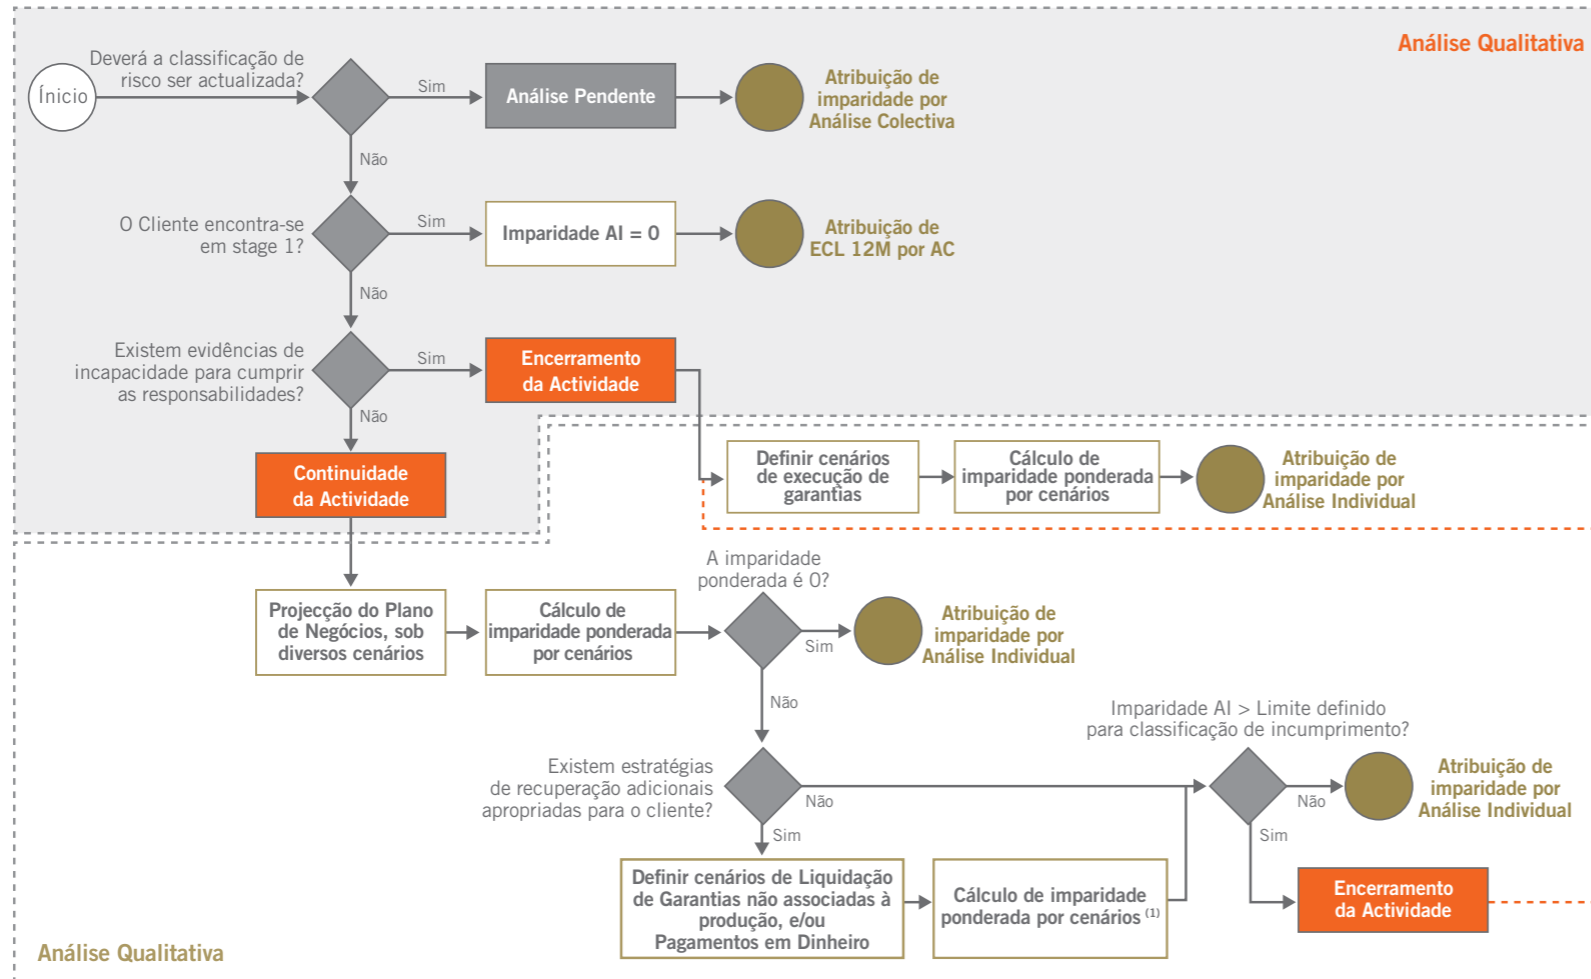 Análise Qualitativa
Deverá a classificação de
risco ser actualizada?
Ínicio
Sim
Análise Pendente
Atribuição de
imparidade por
Análise Colectiva
Não
O Cliente encontra-se
em stage 1?
Sim
Imparidade AI = 0
Atribuição de
ECL 12M por AC
Não
Existem evidências de
incapacidade para cumprir
as responsabilidades?
Sim
Encerramento
da Actividade
Não
Continuidade
da Actividade
Definir cenários
de execução de
garantias
Cálculo de
imparidade ponderada
por cenários
Atribuição de
imparidade por
Análise Individual
Projecção do Plano
de Negócios, sob
diversos cenários
Cálculo de
imparidade ponderada
por cenários
A imparidade
ponderada é 0?
Sim
Atribuição de
imparidade por
Análise Individual
Não
Existem estratégias
de recuperação adicionais
apropriadas para o cliente?
Não
Sim
Imparidade AI > Limite definido
para classificação de incumprimento?
Não
Atribuição de
imparidade por
Análise Individual
Sim
Definir cenários de Liquidação
de Garantias não associadas à
produção, e/ou
Pagamentos em Dinheiro
Cálculo de imparidade
ponderada por cenários (1)
Encerramento
da Actividade
Análise Qualitativa